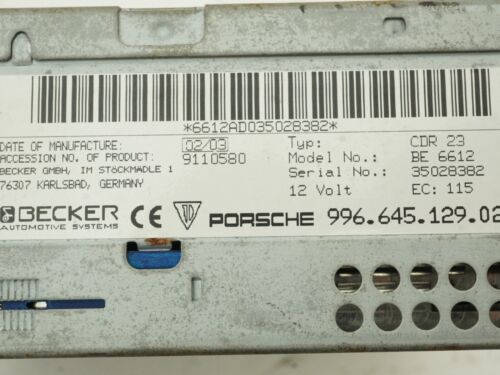 *6612AD035028382*
DATE OF MANUFACTURE: 02/03 Typ: CDR 23
ACCESSION NO. OF PRODUCT: 9110580 Model No.: BE 6612
BECKER GMBH, IM STöCKMäDLE 1 Serial No.: 35028382
76307 KARLSBAD, GERMANY 12 Volt EC: 115
BECKER CE PORSCHE 996.645.129.02
AUTOMOTIVE SYSTEMS